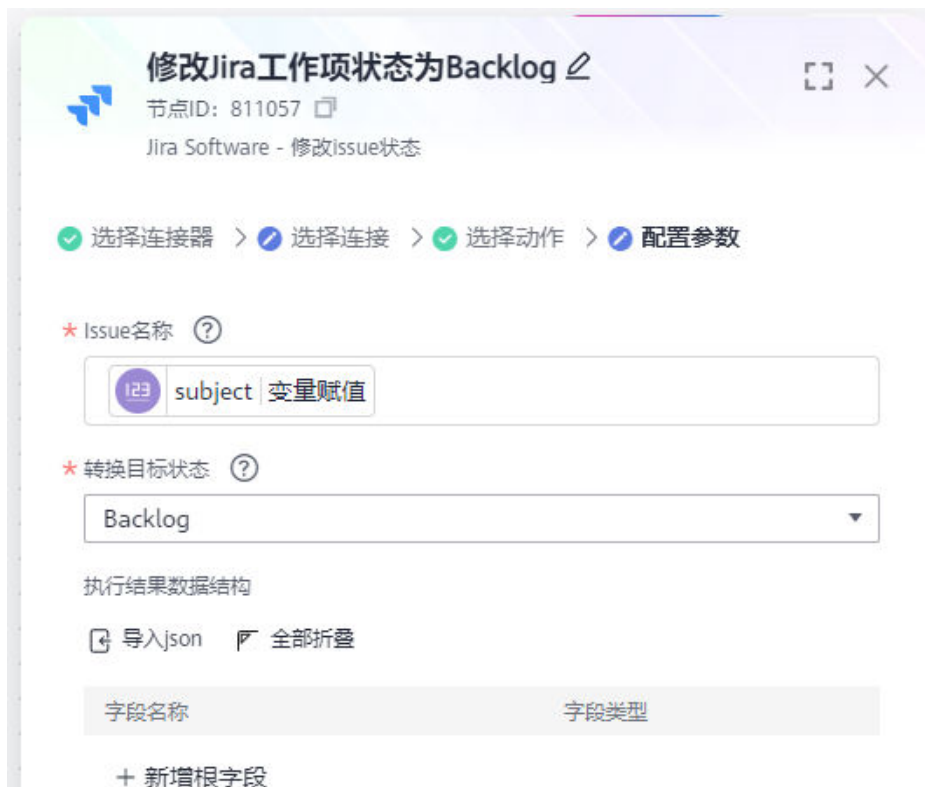 修改Jira工作项状态为Backlog
节点ID：811057
Jira Software - 修改issue状态
选择连接器 > 选择连接 > 选择动作 > 配置参数
* Issue名称 ?
123 subject 变量赋值
* 转换目标状态 ?
Backlog
执行结果数据结构
导入json 全部折叠
字段名称 字段类型
+ 新增根字段